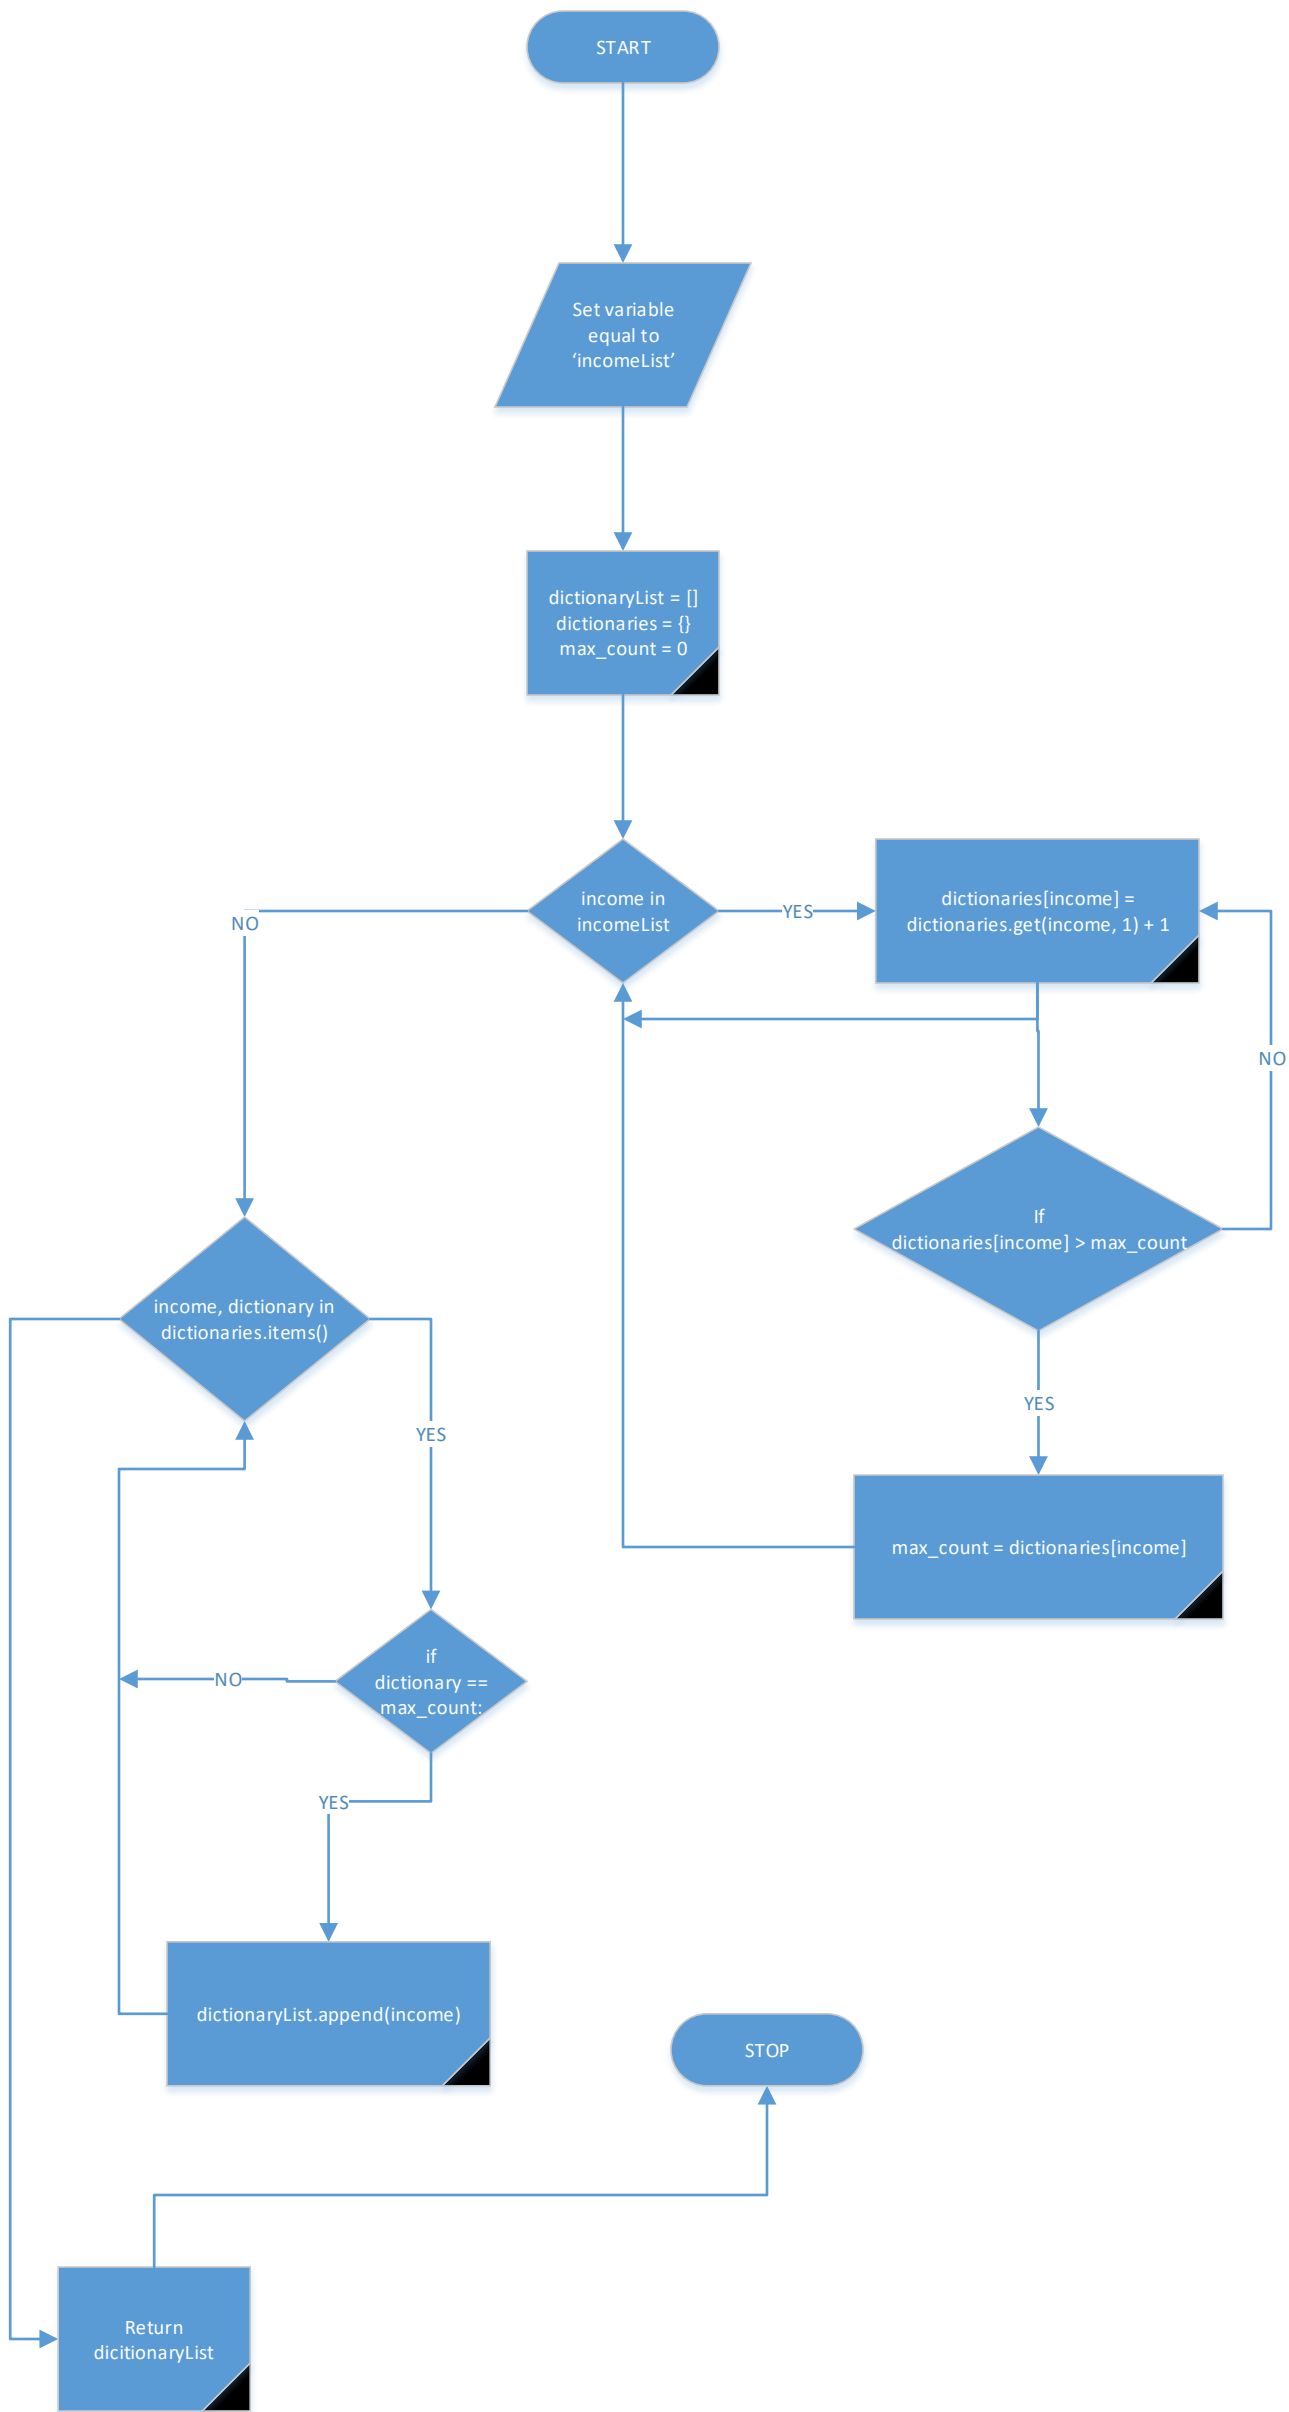 START
Set variable
equal to
‘incomeList’
dictionaryList = []
dictionaries = {}
max_count = 0
income in
incomeList
YES
dictionaries[income] =
dictionaries.get(income, 1) + 1
NO
NO
If
dictionaries[income] > max_count
income, dictionary in
dictionaries.items()
YES
YES
max_count = dictionaries[income]
if
dictionary ==
max_count:
NO
YES
dictionaryList.append(income)
STOP
Return
dicitionaryList